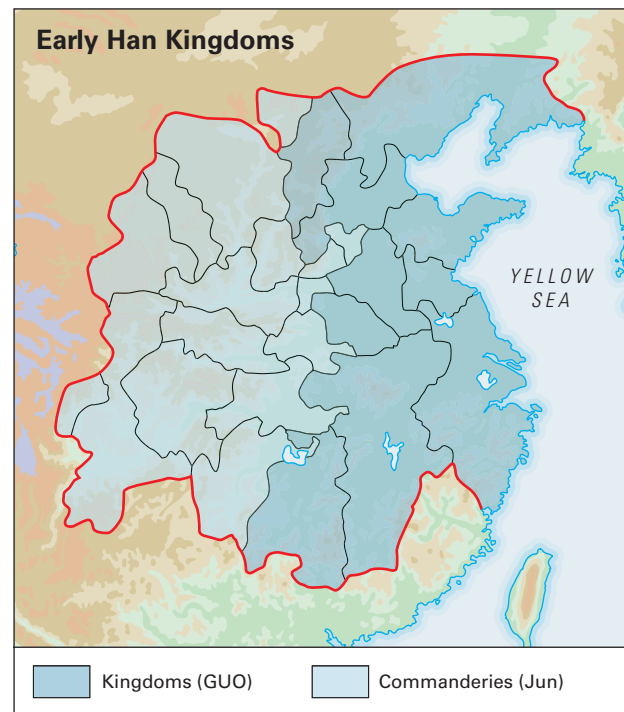 Early Han Kingdoms
YELLOW
SEA
Kingdoms (GUO)
Commanderies (Jun)